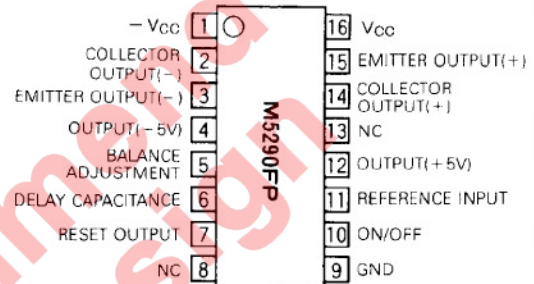 -Vcc 1
COLLECTOR OUTPUT(-) 2
EMITTER OUTPUT(-) 3
OUTPUT(-5V) 4
BALANCE ADJUSTMENT 5
DELAY CAPACITANCE 6
RESET OUTPUT 7
NC 8
M5290FP
16 Vcc
15 EMITTER OUTPUT(+)
14 COLLECTOR OUTPUT(+)
13 NC
12 OUTPUT(+5V)
11 REFERENCE INPUT
10 ON/OFF
9 GND